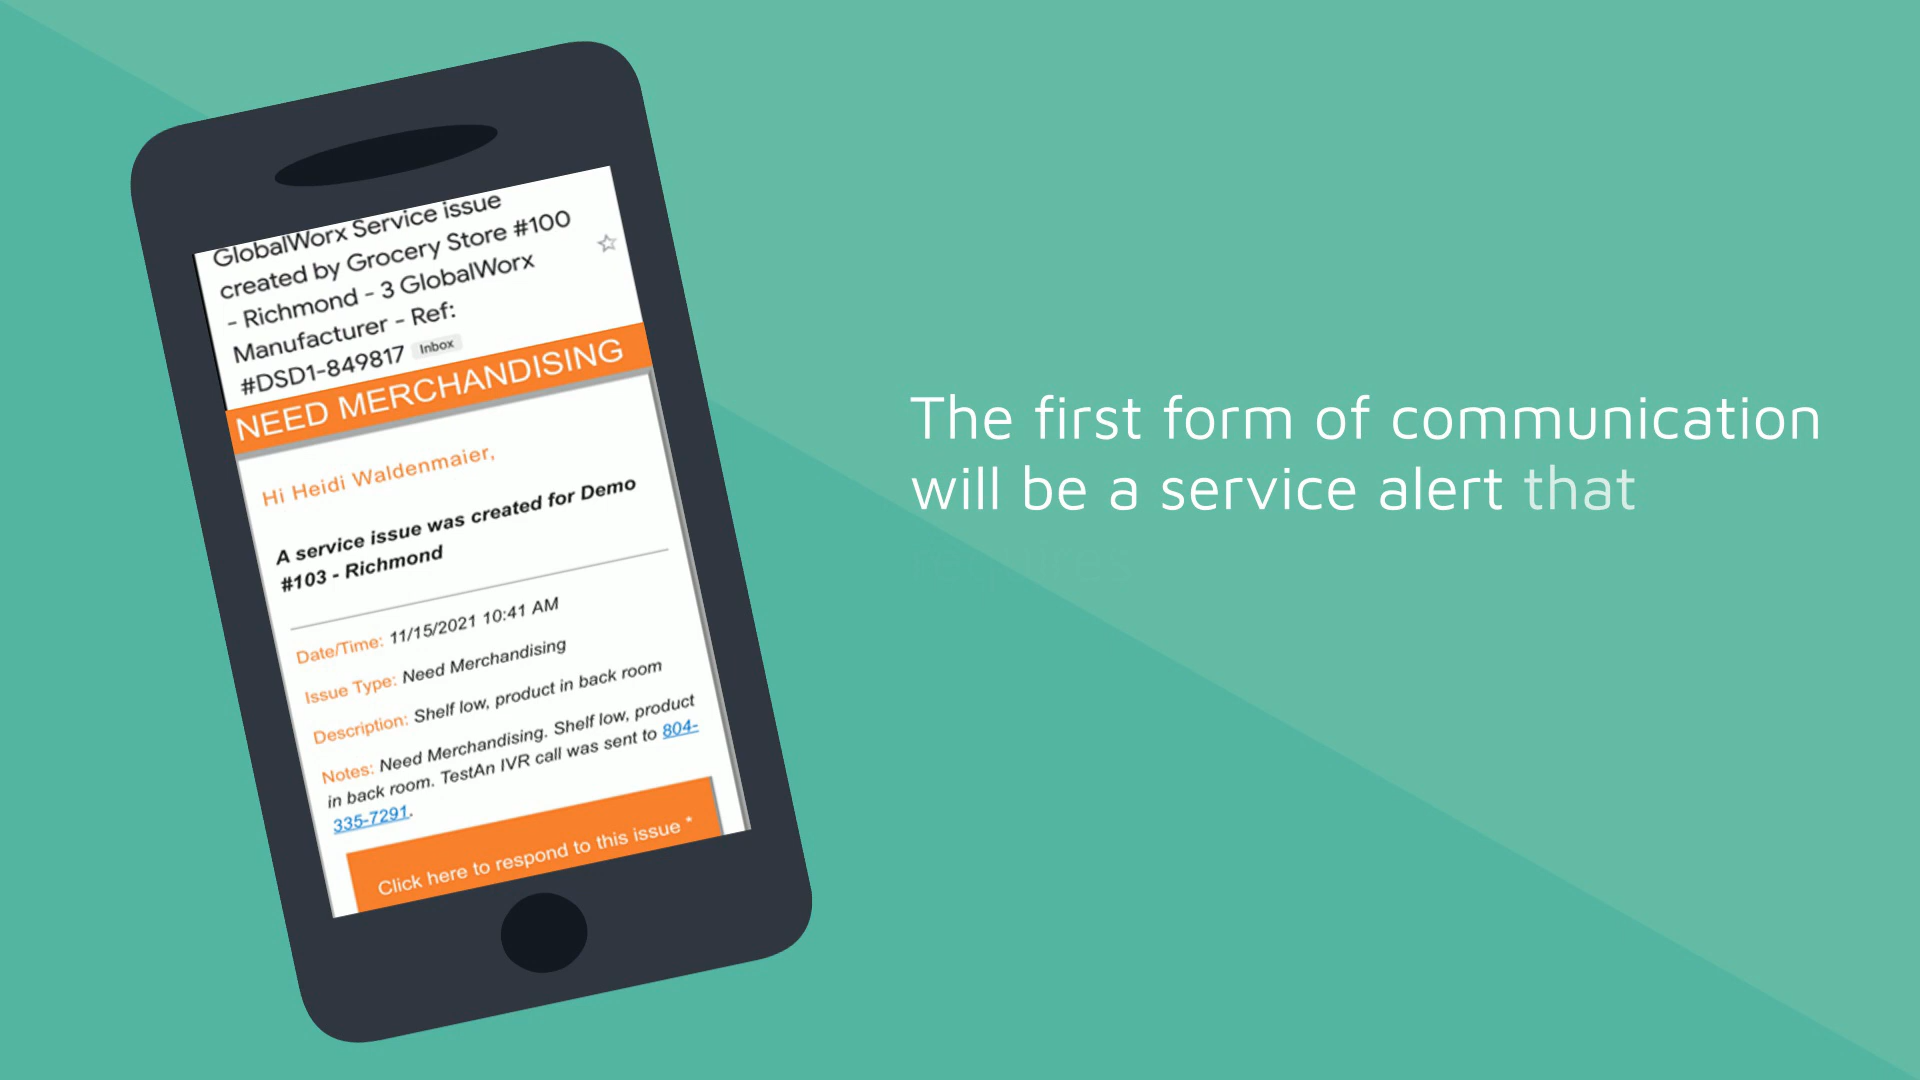 GlobalWorx Service issue
created by Grocery Store #100
- Richmond - 3 GlobalWorx
Manufacturer - Ref:
#DSD1-849817 Inbox
NEED MERCHANDISING
Hi Heidi Waldenmaier,
A service issue was created for Demo
#103 - Richmond
Date/Time: 11/15/2021 10:41 AM
Issue Type: Need Merchandising
Description: Shelf low, product in back room
Notes: Need Merchandising. Shelf low, product
in back room. TestAn IVR call was sent to 804-
335-7291.
Click here to respond to this issue *
The first form of communication
will be a service alert that